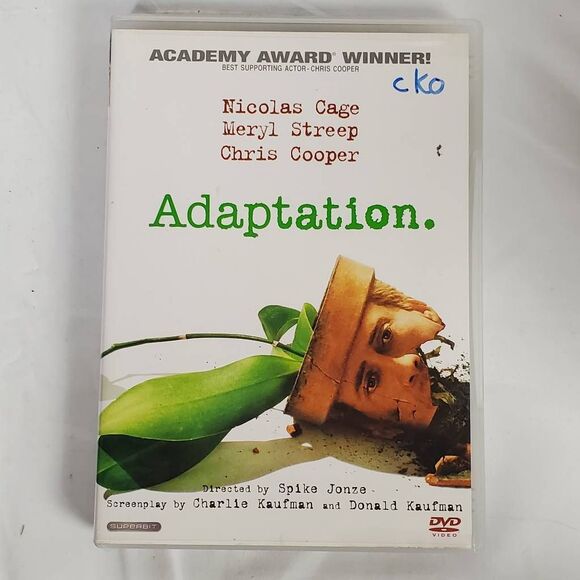 ACADEMY AWARD® WINNER!
BEST SUPPORTING ACTOR - CHRIS COOPER
CKO
Nicolas Cage
Meryl Streep
Chris Cooper
Adaptation.
Directed by Spike Jonze
Screenplay by Charlie Kaufman and Donald Kaufman
SUPERBIT
DVD
VIDEO